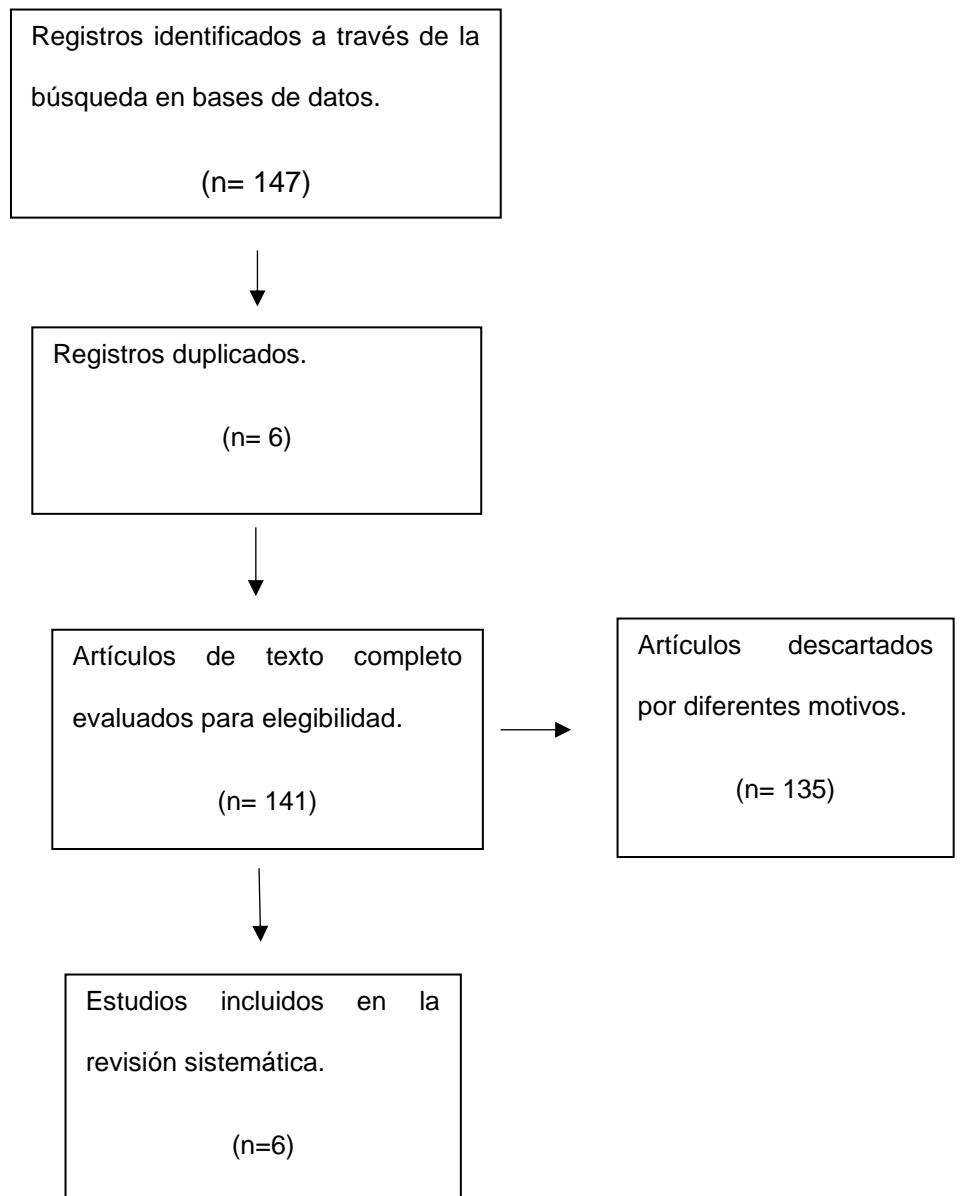 Registros identificados a través de la
búsqueda en bases de datos.
(n= 147)
Registros duplicados.
(n= 6)
Artículos de texto completo
evaluados para elegibilidad.
(n= 141)
Artículos descartados
por diferentes motivos.
(n= 135)
Estudios incluidos en la
revisión sistemática.
(n=6)